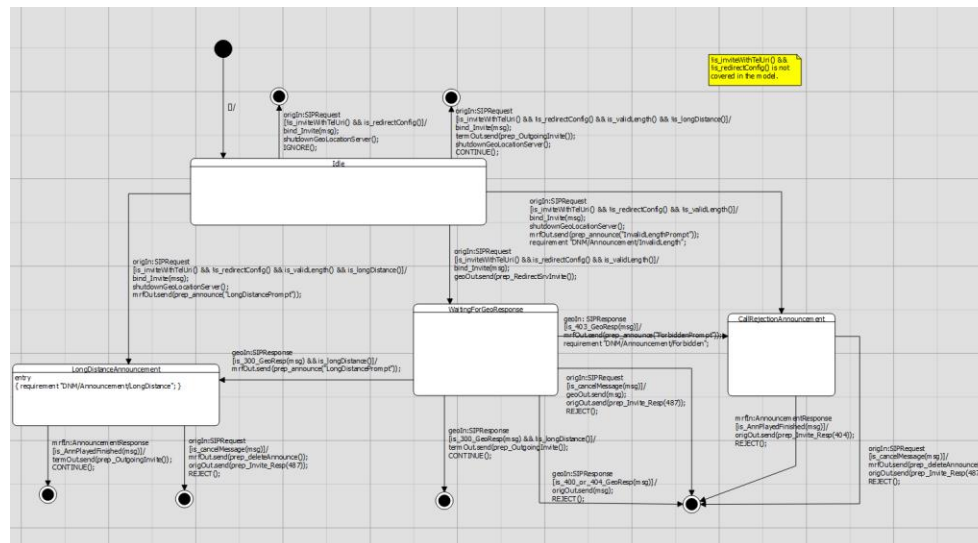 !is_inviteWithTelUri() &&
!is_redirectConfig() is not
covered in the model.
[]/
origIn:SIPRequest
[!is_inviteWithTelUri() && is_redirectConfig()]/
bind_Invite(msg);
shutdownGeoLocationServer();
IGNORE();
origIn:SIPRequest
[is_inviteWithTelUri() && !is_redirectConfig() && is_validLength() && !is_longDistance()]/
bind_Invite(msg);
termOut.send(prep_OutgoingInvite());
shutdownGeoLocationServer();
CONTINUE();
Idle
origIn:SIPRequest
[is_inviteWithTelUri() && !is_redirectConfig() && !is_validLength()]/
bind_Invite(msg);
shutdownGeoLocationServer();
mrfOut.send(prep_announce("InvalidLengthPrompt"));
requirement "DNM/Announcement/InvalidLength";
origIn:SIPRequest
[is_inviteWithTelUri() && !is_redirectConfig() && is_validLength() && is_longDistance()]/
bind_Invite(msg);
shutdownGeoLocationServer();
mrfOut.send(prep_announce("LongDistancePrompt"));
origIn:SIPRequest
[is_inviteWithTelUri() && is_redirectConfig() && is_validLength()]/
bind_Invite(msg);
geoOut.send(prep_RedirectSrvInvite());
WaitingForGeoResponse
geoIn: SIPResponse
[is_403_GeoResp(msg)]/
mrfOut.send(prep_announce("ForbiddenPrompt"));
requirement "DNM/Announcement/Forbidden";
CallRejectionAnnouncement
geoIn:SIPResponse
[is_300_GeoResp(msg) && is_longDistance()]/
mrfOut.send(prep_announce("LongDistancePrompt"));
LongDistanceAnnouncement
entry
{ requirement "DNM/Announcement/LongDistance"; }
origIn:SIPRequest
[is_cancelMessage(msg)]/
geoOut.send(msg);
origOut.send(prep_Invite_Resp(487));
REJECT();
mrfIn:AnnouncementResponse
[is_AnnPlayedFinished(msg)]/
termOut.send(prep_OutgoingInvite());
CONTINUE();
origIn:SIPRequest
[is_cancelMessage(msg)]/
mrfOut.send(prep_deleteAnnounce());
origOut.send(prep_Invite_Resp(487));
REJECT();
geoIn:SIPResponse
[is_300_GeoResp(msg) && !is_longDistance()]/
termOut.send(prep_OutgoingInvite());
CONTINUE();
geoIn:SIPResponse
[is_400_or_404_GeoResp(msg)]/
origOut.send(msg);
REJECT();
mrfIn:AnnouncementResponse
[is_AnnPlayedFinished(msg)]/
origOut.send(prep_Invite_Resp(404));
REJECT();
origIn:SIPRequest
[is_cancelMessage(msg)]/
mrfOut.send(prep_deleteAnnounce
origOut.send(prep_Invite_Resp(487
REJECT();